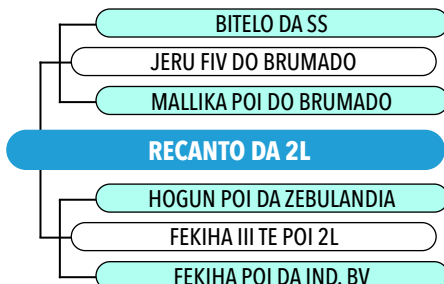 BITELO DA SS
JERU FIV DO BRUMADO
MALLIKA POI DO BRUMADO
RECANTO DA 2L
HOGUN POI DA ZEBULANDIA
FEKIHA III TE POI 2L
FEKIHA POI DA IND. BV